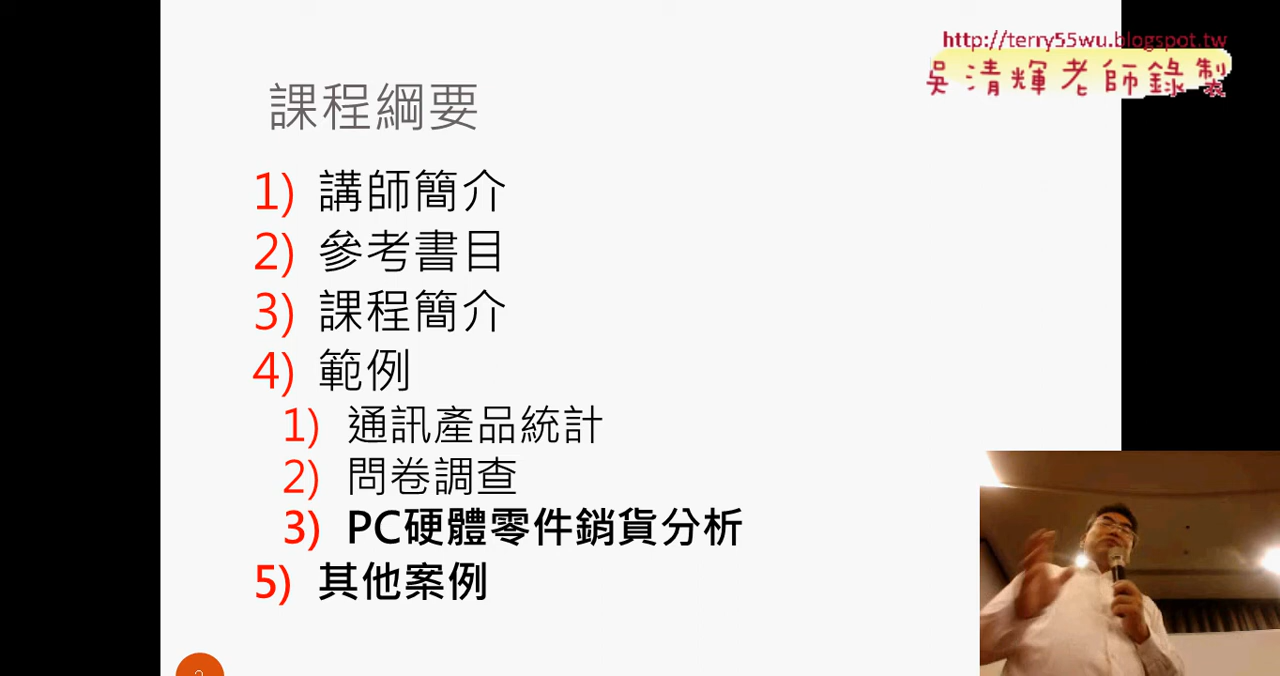 http://terry55wu.blogspot.tw
吳清輝老師錄製
課程綱要
1) 講師簡介
2) 參考書目
3) 課程簡介
4) 範例
1) 通訊產品統計
2) 問卷調查
3) PC硬體零件銷貨分析
5) 其他案例